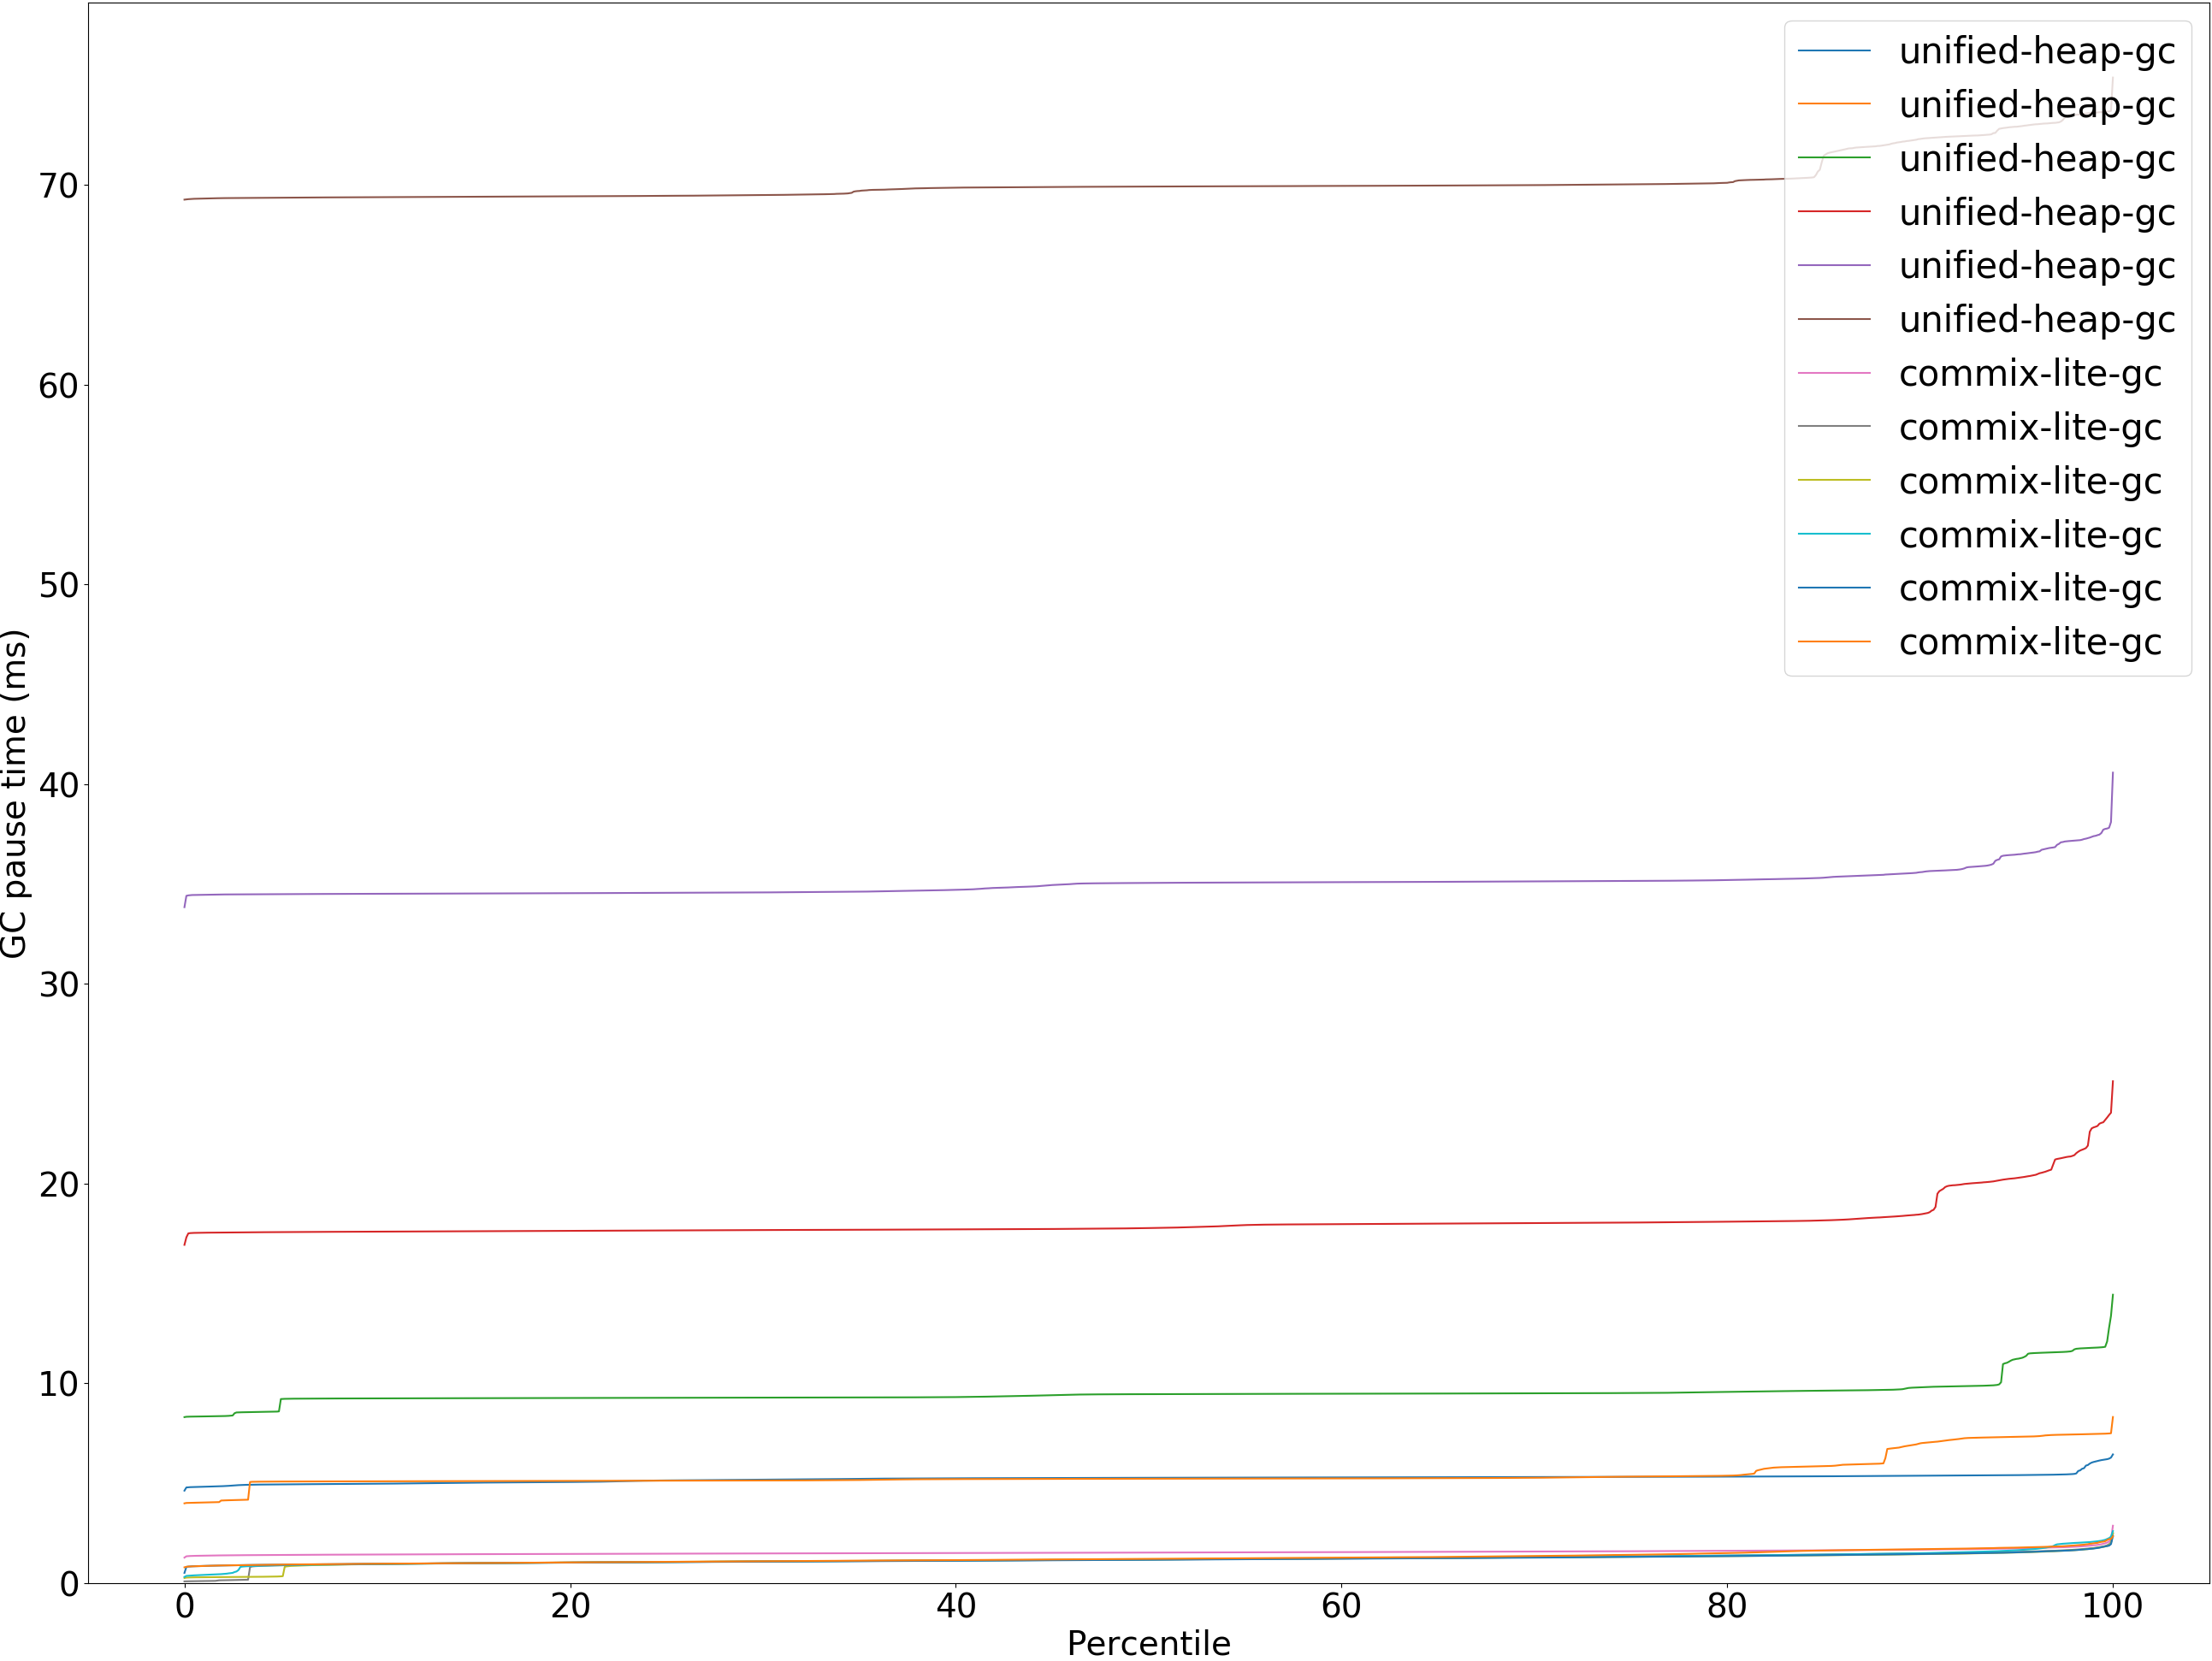 unified-heap-gc
unified-heap-gc
unified-heap-gc
unified-heap-gc
unified-heap-gc
unified-heap-gc
commix-lite-gc
commix-lite-gc
commix-lite-gc
commix-lite-gc
commix-lite-gc
commix-lite-gc
GC pause time (ms)
70
60
50
40
30
20
10
0
0 20 40 60 80 100
Percentile